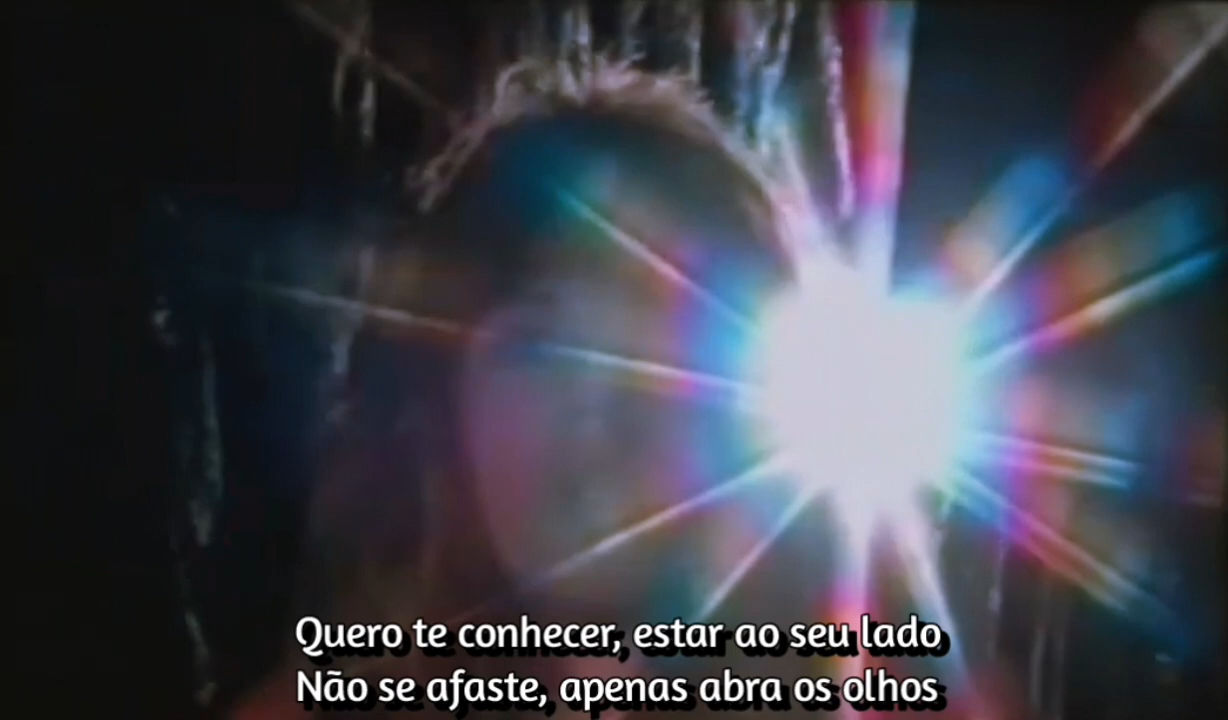 Quero te conhecer, estar ao seu lado
Não se afaste, apenas abra os olhos